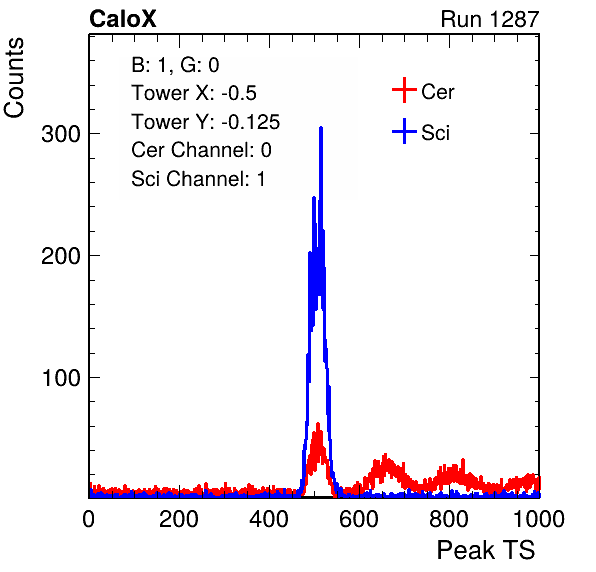 CaloX Run 1287
Counts
B: 1, G: 0
Tower X: -0.5
Tower Y: -0.125
Cer Channel: 0
Sci Channel: 1
Cer
Sci
300
200
100
0 200 400 600 800 1000
Peak TS